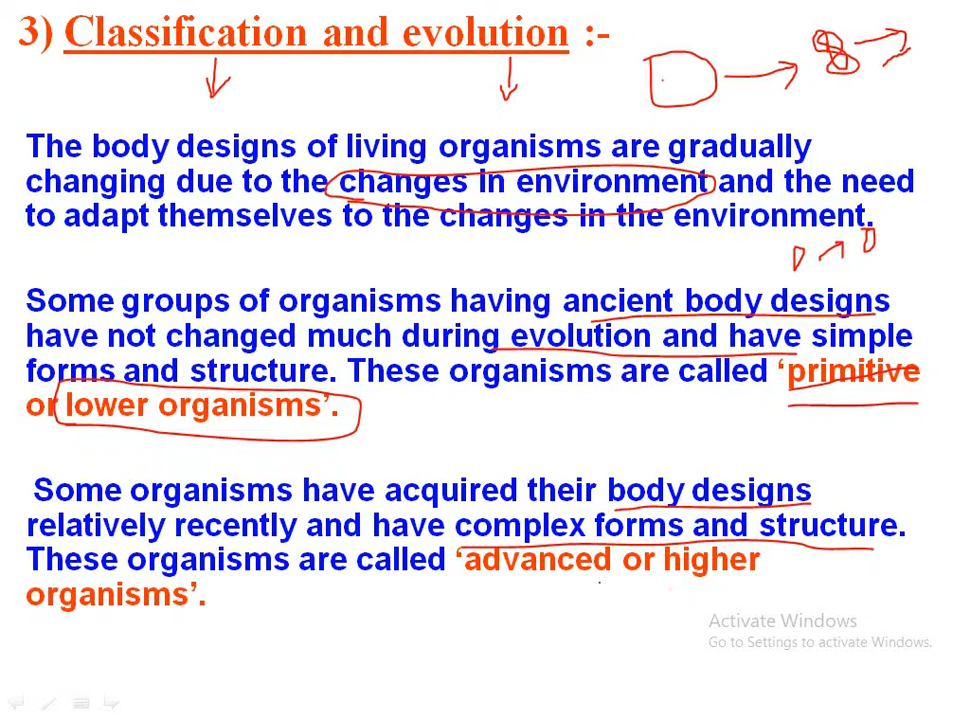 3) Classification and evolution :-
The body designs of living organisms are gradually
changing due to the changes in environment and the need
to adapt themselves to the changes in the environment.
Some groups of organisms having ancient body designs
have not changed much during evolution and have simple
forms and structure. These organisms are called ‘primitive
or lower organisms’.
Some organisms have acquired their body designs
relatively recently and have complex forms and structure.
These organisms are called ‘advanced or higher
organisms’.
Activate Windows
Go to Settings to activate Windows.